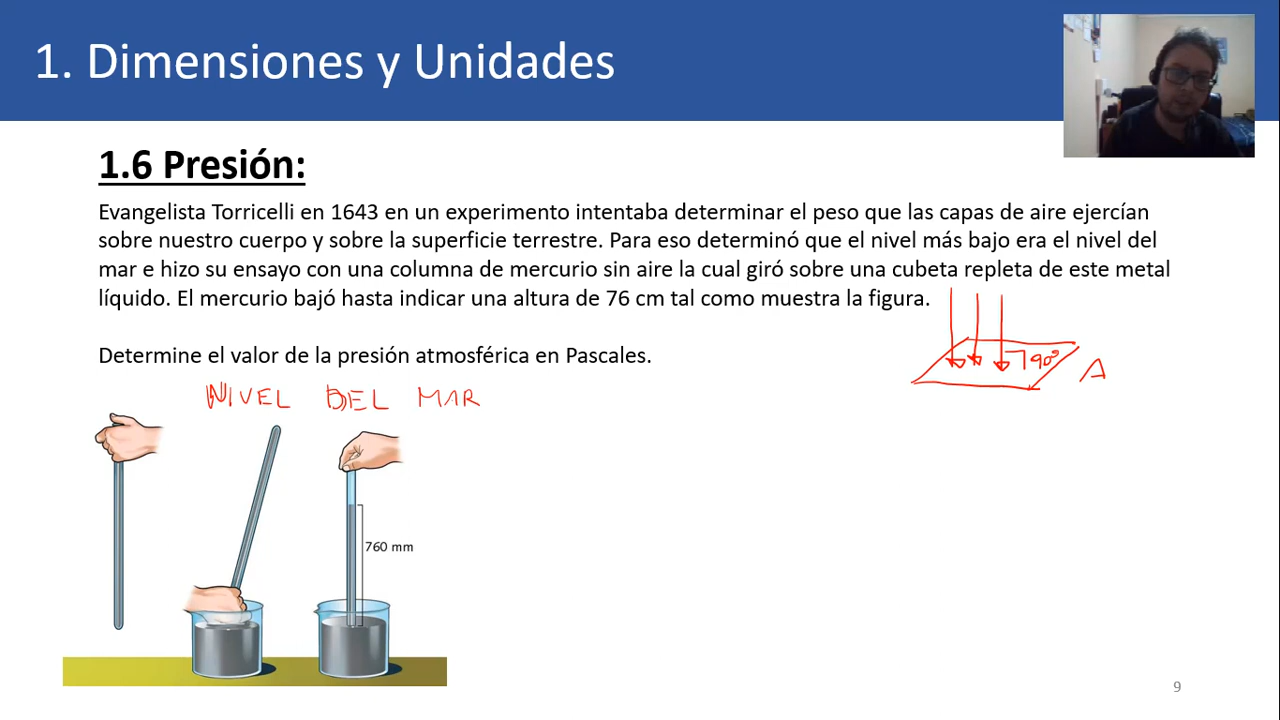 1. Dimensiones y Unidades
1.6 Presión:
Evangelista Torricelli en 1643 en un experimento intentaba determinar el peso que las capas de aire ejercían
sobre nuestro cuerpo y sobre la superficie terrestre. Para eso determinó que el nivel más bajo era el nivel del
mar e hizo su ensayo con una columna de mercurio sin aire la cual giró sobre una cubeta repleta de este metal
líquido. El mercurio bajó hasta indicar una altura de 76 cm tal como muestra la figura.
Determine el valor de la presión atmosférica en Pascales.
90°
A
NIVEL DEL MAR
760 mm
9